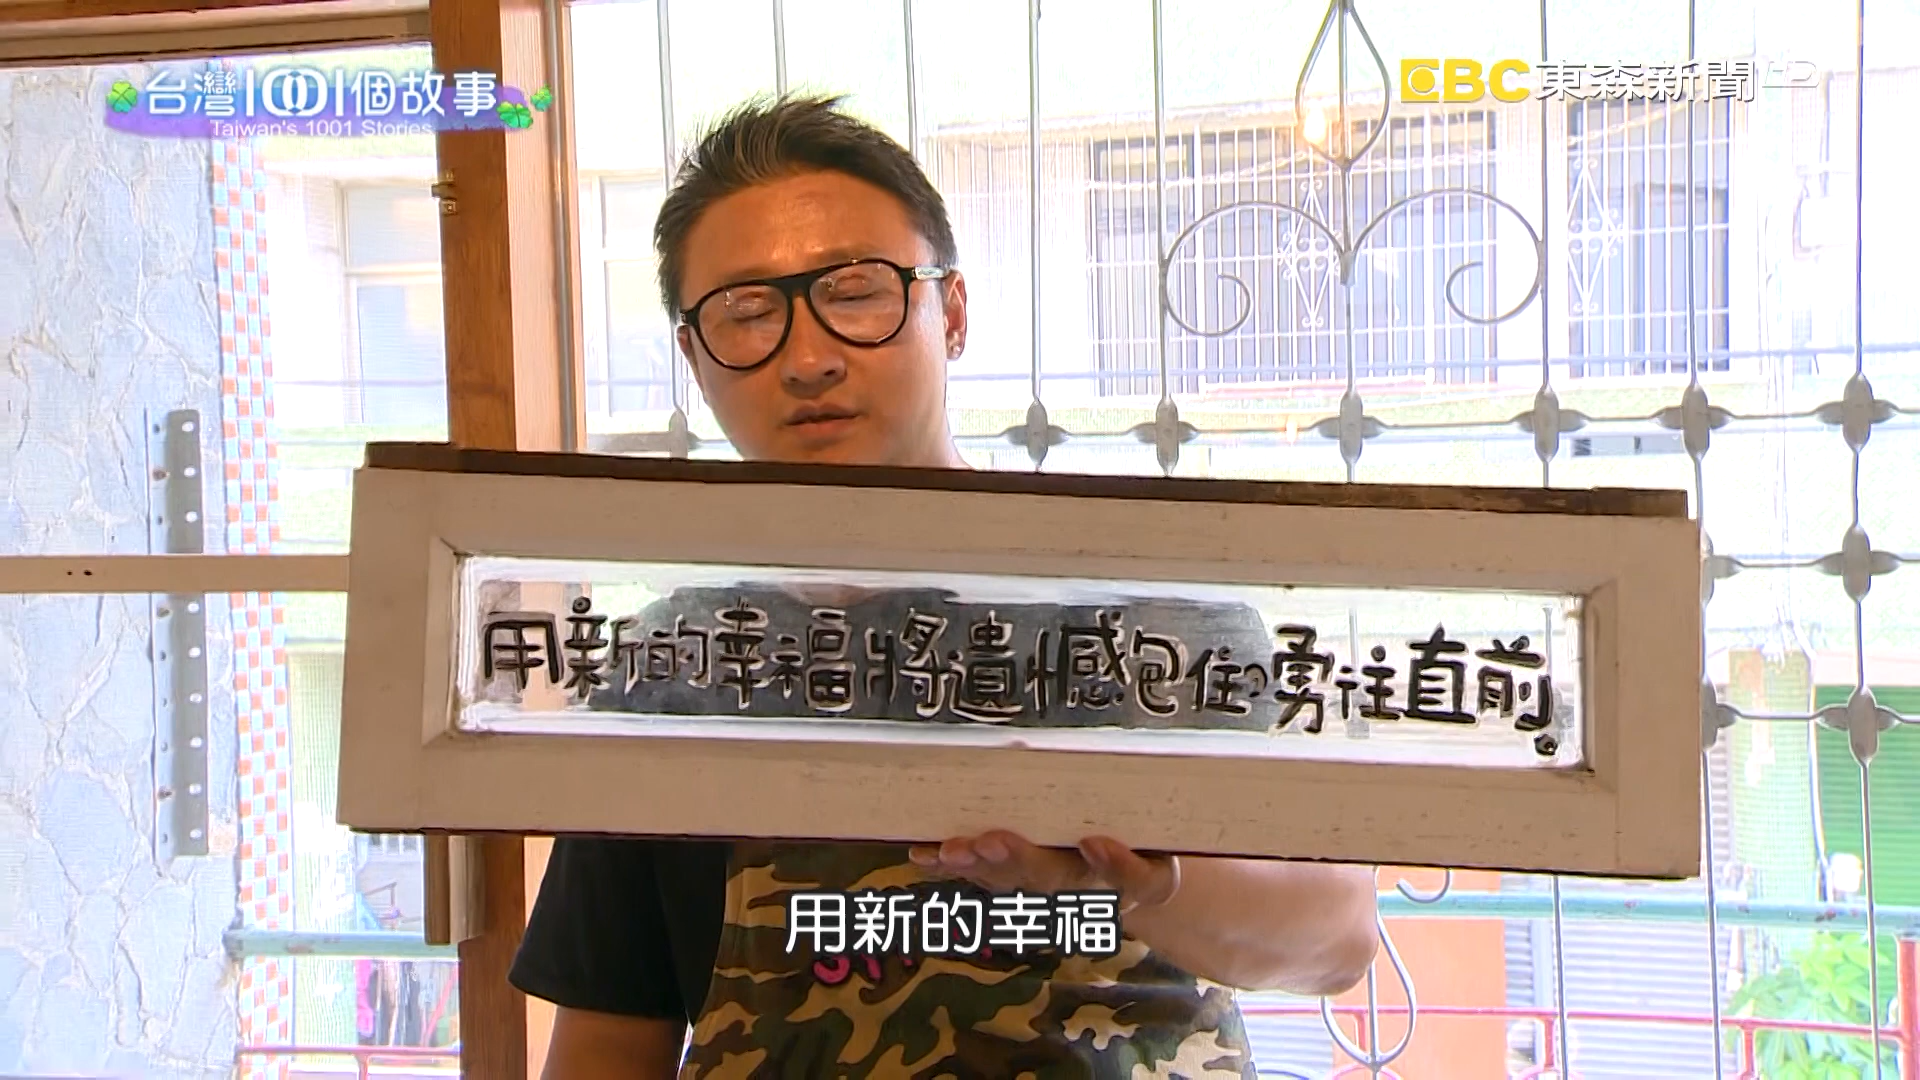 台灣1001個故事
Taiwan's 1001 Stories
EBC東森新聞HD
用新的幸福將遺憾包住。勇往直前。
用新的幸福